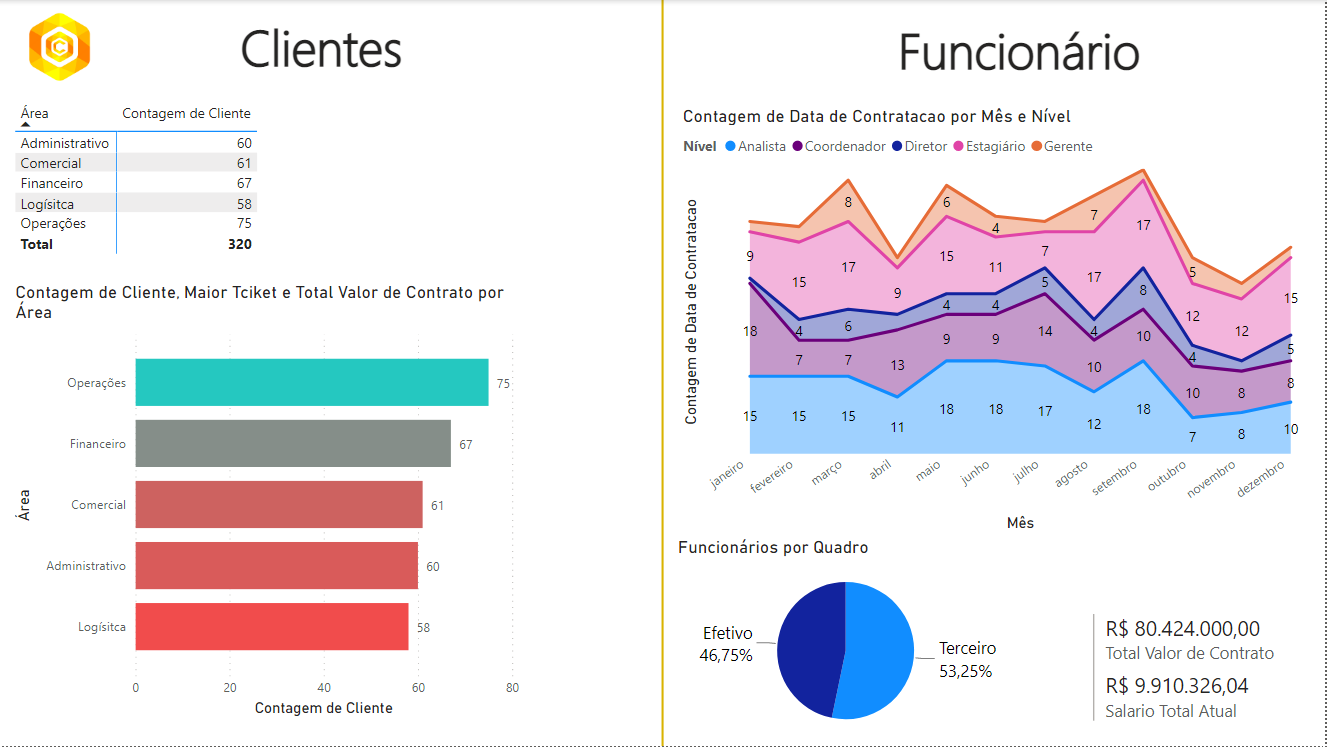 Clientes
Área Contagem de Cliente
Administrativo 60
Comercial 61
Financeiro 67
Logísitca 58
Operações 75
Total 320
Contagem de Cliente, Maior Tciket e Total Valor de Contrato por
Área
Área
Operações 75
Financeiro 67
Comercial 61
Administrativo 60
Logísitca 58
0 20 40 60 80
Contagem de Cliente
Funcionário
Contagem de Data de Contratacao por Mês e Nível
Nível Analista Coordenador Diretor Estagiário Gerente
Contagem de Data de Contratacao
8 6 4 7 5
9 15 17 9 15 11 7 17 17 12 12 15
4 6 4 4 5 4 8 4 5
18 7 7 13 9 9 14 10 10 10 8 8
15 15 15 11 18 18 17 12 18 7 8 10
janeiro fevereiro março abril maio junho julho agosto setembro outubro novembro dezembro
Mês
Funcionários por Quadro
Efetivo
46,75%
Terceiro
53,25%
R$ 80.424.000,00
Total Valor de Contrato
R$ 9.910.326,04
Salario Total Atual